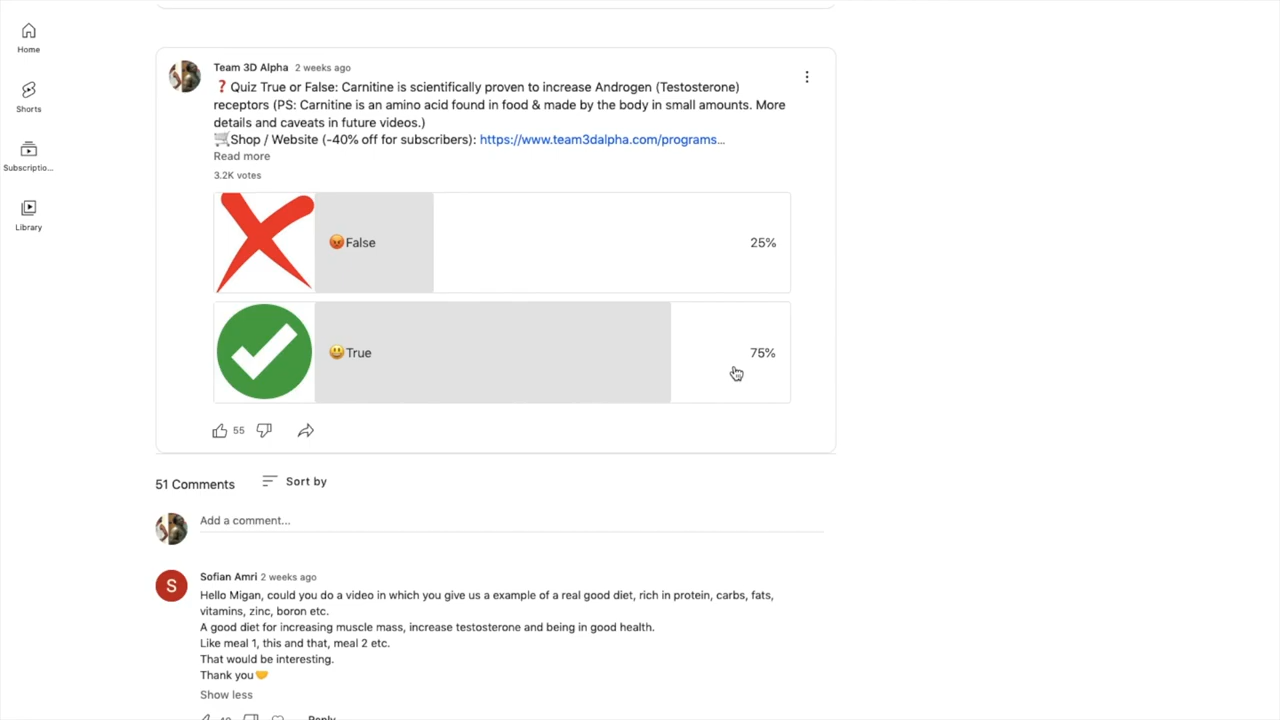 Home
Shorts
Subscriptio...
Library
Team 3D Alpha 2 weeks ago
❓Quiz True or False: Carnitine is scientifically proven to increase Androgen (Testosterone)
receptors (PS: Carnitine is an amino acid found in food & made by the body in small amounts. More
details and caveats in future videos.)
🛒Shop / Website (-40% off for subscribers): https://www.team3dalpha.com/programs...
Read more
3.2K votes
😡False 25%
😃True 75%
55
51 Comments Sort by
Add a comment...
S
Sofian Amri 2 weeks ago
Hello Migan, could you do a video in which you give us a example of a real good diet, rich in protein, carbs, fats,
vitamins, zinc, boron etc.
A good diet for increasing muscle mass, increase testosterone and being in good health.
Like meal 1, this and that, meal 2 etc.
That would be interesting.
Thank you🤝
Show less
Reply